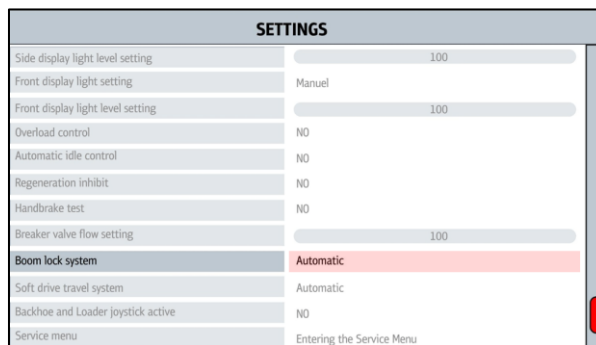 SETTINGS
Side display light level setting 100
Front display light setting Manuel
Front display light level setting 100
Overload control NO
Automatic idle control NO
Regeneration inhibit NO
Handbrake test NO
Breaker valve flow setting 100
Boom lock system Automatic
Soft drive travel system Automatic
Backhoe and Loader joystick active NO
Service menu Entering the Service Menu